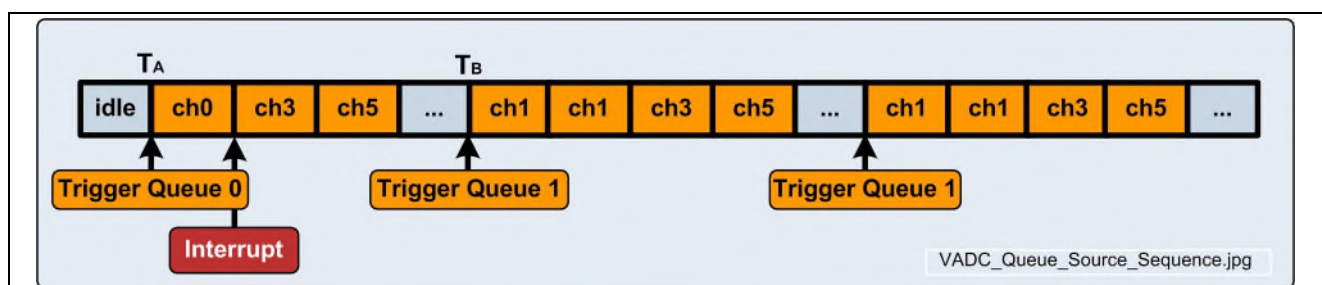 TA TB
idle ch0 ch3 ch5 ... ch1 ch1 ch3 ch5 ... ch1 ch1 ch3 ch5 ...
Trigger Queue 0 Trigger Queue 1 Trigger Queue 1
Interrupt
VADC_Queue_Source_Sequence.jpg